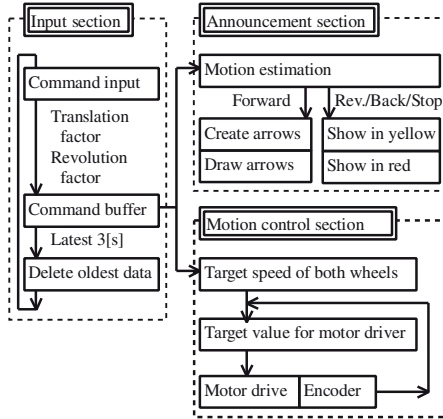 Input section
Command input
Translation
factor
Revolution
factor
Command buffer
Latest 3[s]
Delete oldest data
Announcement section
Motion estimation
Forward
Rev./Back/Stop
Create arrows
Draw arrows
Show in yellow
Show in red
Motion control section
Target speed of both wheels
Target value for motor driver
Motor drive
Encoder